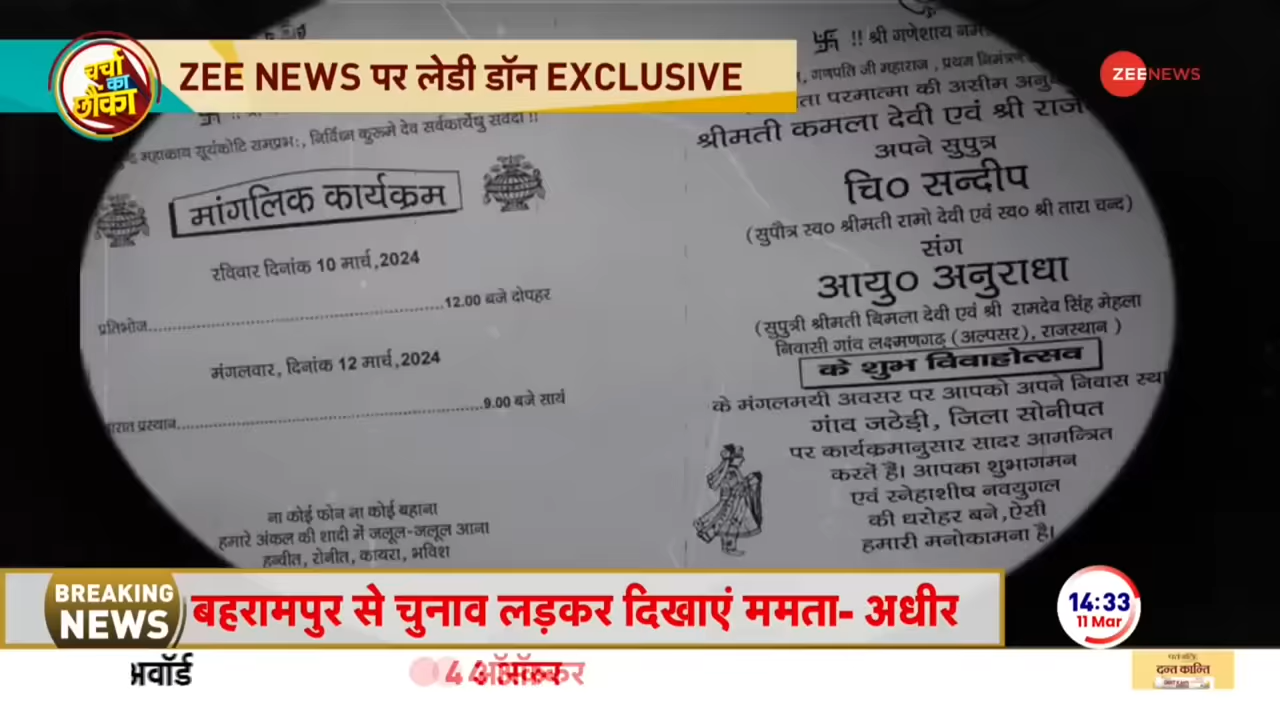 चर्चा
का
छौंका
ZEE NEWS पर लेडी डॉन EXCLUSIVE
ZEENEWS
महाकाय सूर्यकोटि समप्रभः, निर्विघ्न कुरूमे देव सर्वकार्येषु सर्वदा !!
मांगलिक कार्यक्रम
रविवार दिनांक 10 मार्च,2024
प्रतिभोज 12.00 बजे दोपहर
मंगलवार, दिनांक 12 मार्च,2024
प्रस्थान 9.00 बजे सायं
ना कोई फोन ना कोई बहाना
हमारे अंकल की शादी में जलूल-जलूल आना
हन्वीत, रोनीत, कायरा, भविश
!! श्री गणेशाय नम
गणपति जी महाराज , प्रथम निमंत्रण
परमात्मा की असीम
श्रीमती कमला देवी एवं श्री
अपने सुपुत्र
चि० सन्दीप
(सुपौत्र स्व० श्रीमती रामो देवी एवं स्व० श्री तारा चन्द)
संग
आयु० अनुराधा
(सुपुत्री श्रीमती बिमला देवी एवं श्री रामदेव सिंह मेहला
निवासी गांव लक्ष्मणगढ़ (अल्पसर), राजस्थान )
के शुभ विवाहोत्सव
के मंगलमयी अवसर पर आपको अपने निवास
गांव जठेड़ी, जिला सोनीपत
पर कार्यक्रमानुसार सादर आमन्त्रित
करतें हैं। आपका शुभागमन
एवं स्नेहाशीष नवयुगल
की धरोहर बने,ऐसी
हमारी मनोकामना है।
BREAKING
NEWS
बहरामपुर से चुनाव लड़कर दिखाएं ममता- अधीर
14:33
11 Mar
दन्त कान्ति